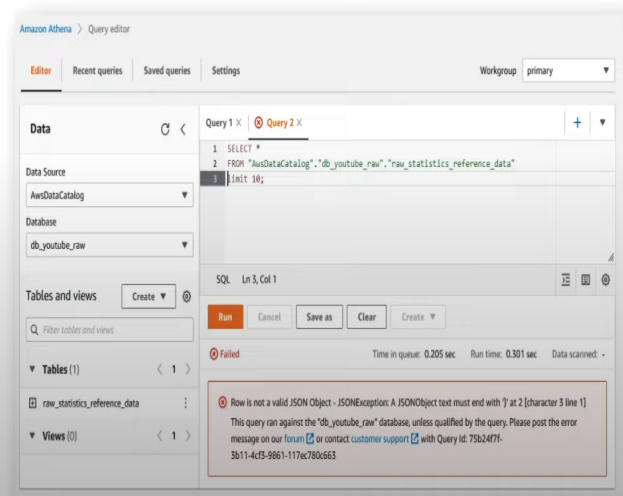 Amazon Athena > Query editor
Editor Recent queries Saved queries Settings Workgroup primary
Data
Data Source
AwsDataCatalog
Database
db_youtube_raw
Tables and views Create
Filter tables and views
Tables (1) < 1 >
raw_statistics_reference_data
Views (0) < 1 >
Query 1 × Query 2 × +
1 SELECT *
2 FROM "AwsDataCatalog"."db_youtube_raw"."raw_statistics_reference_data"
3 limit 10;
SQL Ln 3, Col 1
Run Cancel Save as Clear Create
Failed Time in queue: 0.205 sec Run time: 0.301 sec Data scanned: -
Row is not a valid JSON Object - JSONException: A JSONObject text must end with '}' at 2 [character 3 line 1]
This query ran against the "db_youtube_raw" database, unless qualified by the query. Please post the error
message on our forum or contact customer support with Query Id: 75b24f7f-
3b11-4cf3-9861-117ec780c663